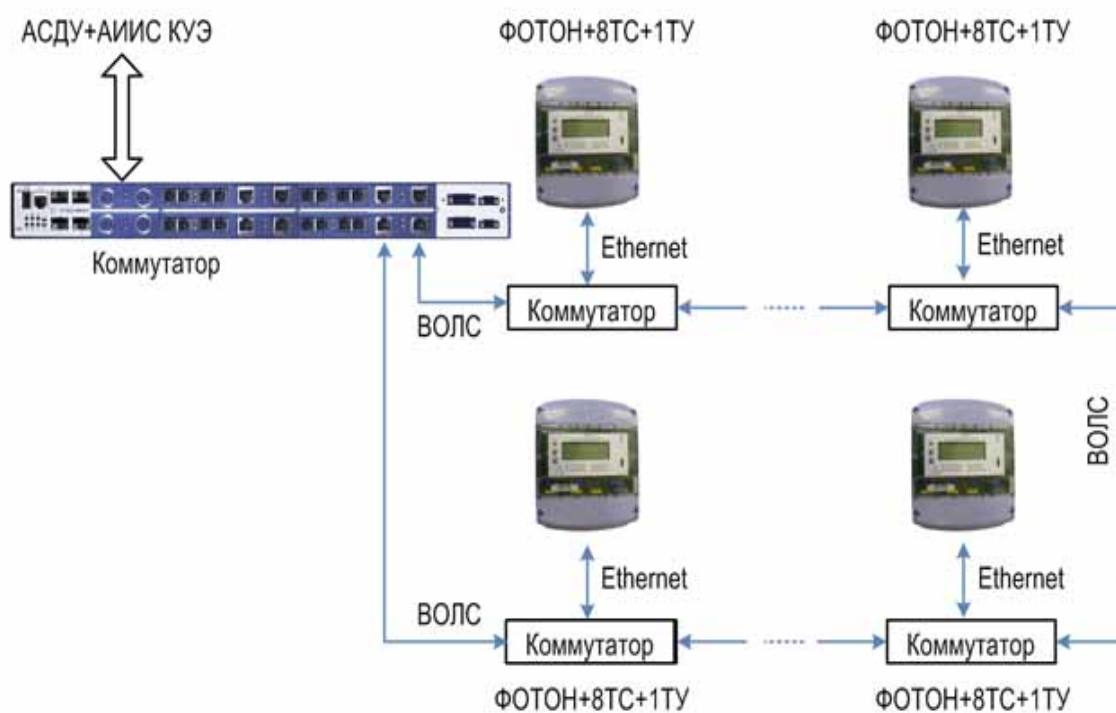 АСДУ+АИИС КУЭ
ФОТОН+8ТС+1ТУ
ФОТОН+8ТС+1ТУ
Коммутатор
Ethernet
Ethernet
Коммутатор
Коммутатор
ВОЛС
ВОЛС
Ethernet
Ethernet
ВОЛС
Коммутатор
Коммутатор
ФОТОН+8ТС+1ТУ
ФОТОН+8ТС+1ТУ